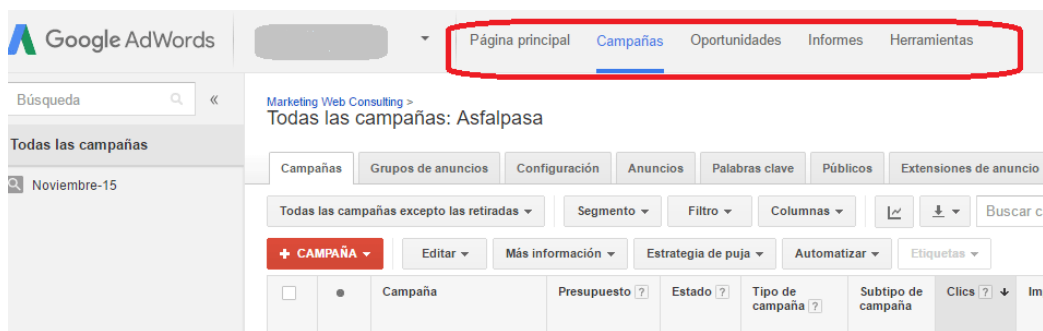 Google AdWords
Página principal Campañas Oportunidades Informes Herramientas
Búsqueda
Marketing Web Consulting >
Todas las campañas: Asfalpasa
Todas las campañas
Noviembre-15
Campañas Grupos de anuncios Configuración Anuncios Palabras clave Públicos Extensiones de anuncio
Todas las campañas excepto las retiradas Segmento Filtro Columnas Buscar c
+ CAMPAÑA Editar Más información Estrategia de puja Automatizar Etiquetas
Campaña Presupuesto ? Estado ? Tipo de campaña ? Subtipo de campaña Clics ? Im